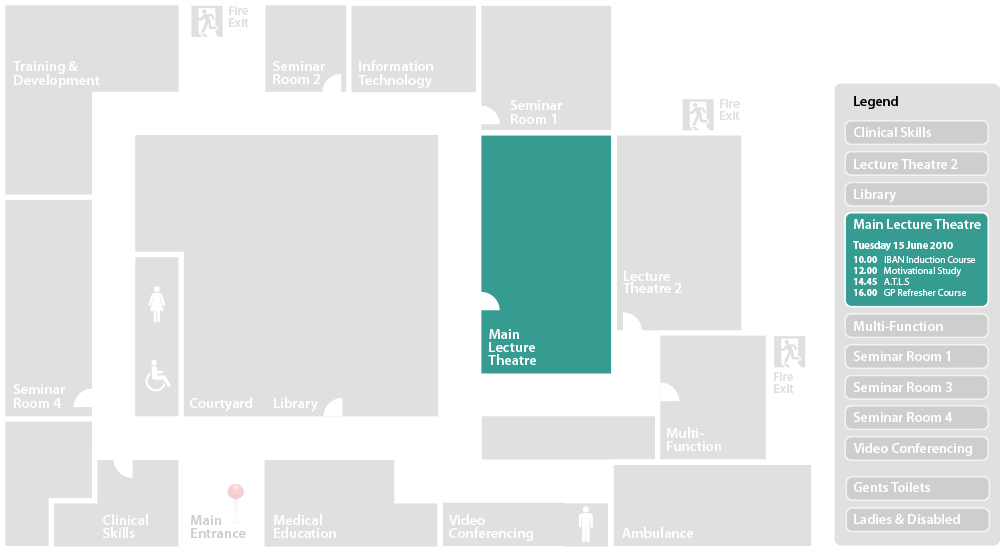 Fire
Exit
Training &
Development
Seminar
Room 2
Information
Technology
Seminar
Room 1
Fire
Exit
Legend
Clinical Skills
Lecture Theatre 2
Library
Main Lecture Theatre
Tuesday 15 June 2010
10.00 IBAN Induction Course
12.00 Motivational Study
14.45 A.T.L.S
16.00 GP Refresher Course
Multi-Function
Seminar Room 1
Seminar Room 3
Seminar Room 4
Video Conferencing
Gents Toilets
Ladies & Disabled
Lecture
Theatre 2
Main
Lecture
Theatre
Fire
Exit
Seminar
Room 4
Courtyard
Library
Multi-
Function
Clinical
Skills
Main
Entrance
Medical
Education
Video
Conferencing
Ambulance